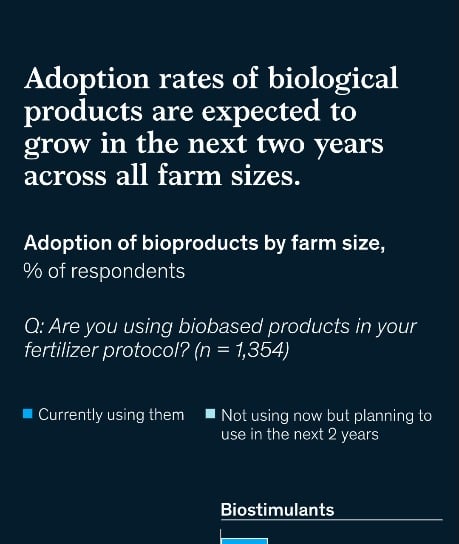 Adoption rates of biological
products are expected to
grow in the next two years
across all farm sizes.
Adoption of bioproducts by farm size,
% of respondents
Q: Are you using biobased products in your
fertilizer protocol? (n = 1,354)
Currently using them
Not using now but planning to
use in the next 2 years
Biostimulants